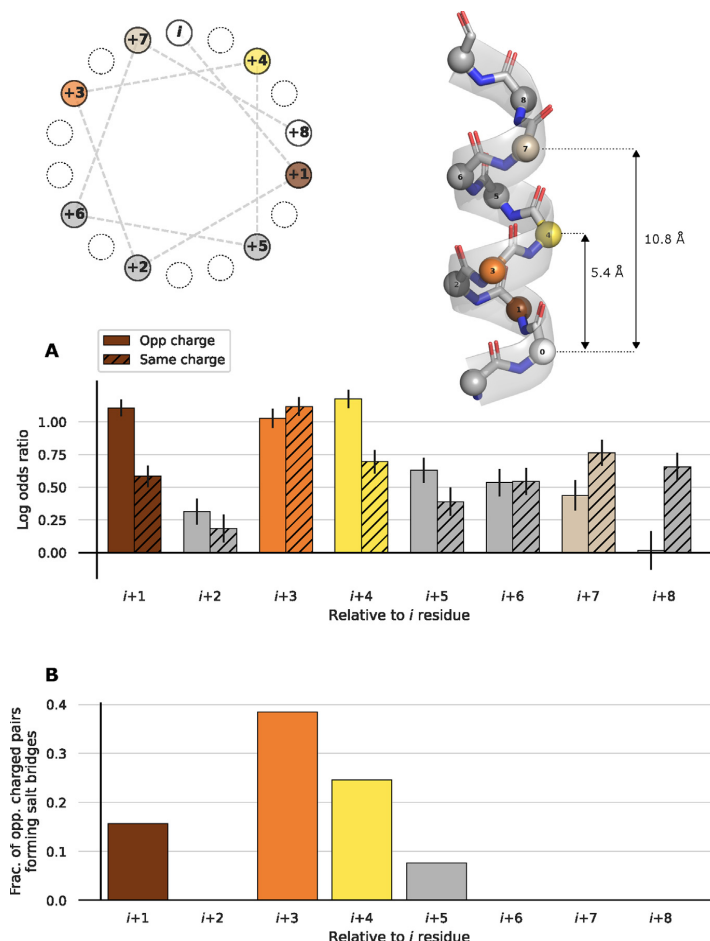 +7
i
+4
+3
+8
+1
+6
+5
+2
8
7
6
5
4
3
2
1
0
10.8 Å
5.4 Å
A
Opp charge
Same charge
Log odds ratio
1.00
0.75
0.50
0.25
0.00
i+1 i+2 i+3 i+4 i+5 i+6 i+7 i+8
Relative to i residue
B
Frac. of opp. charged pairs
forming salt bridges
0.4
0.3
0.2
0.1
0.0
i+1 i+2 i+3 i+4 i+5 i+6 i+7 i+8
Relative to i residue